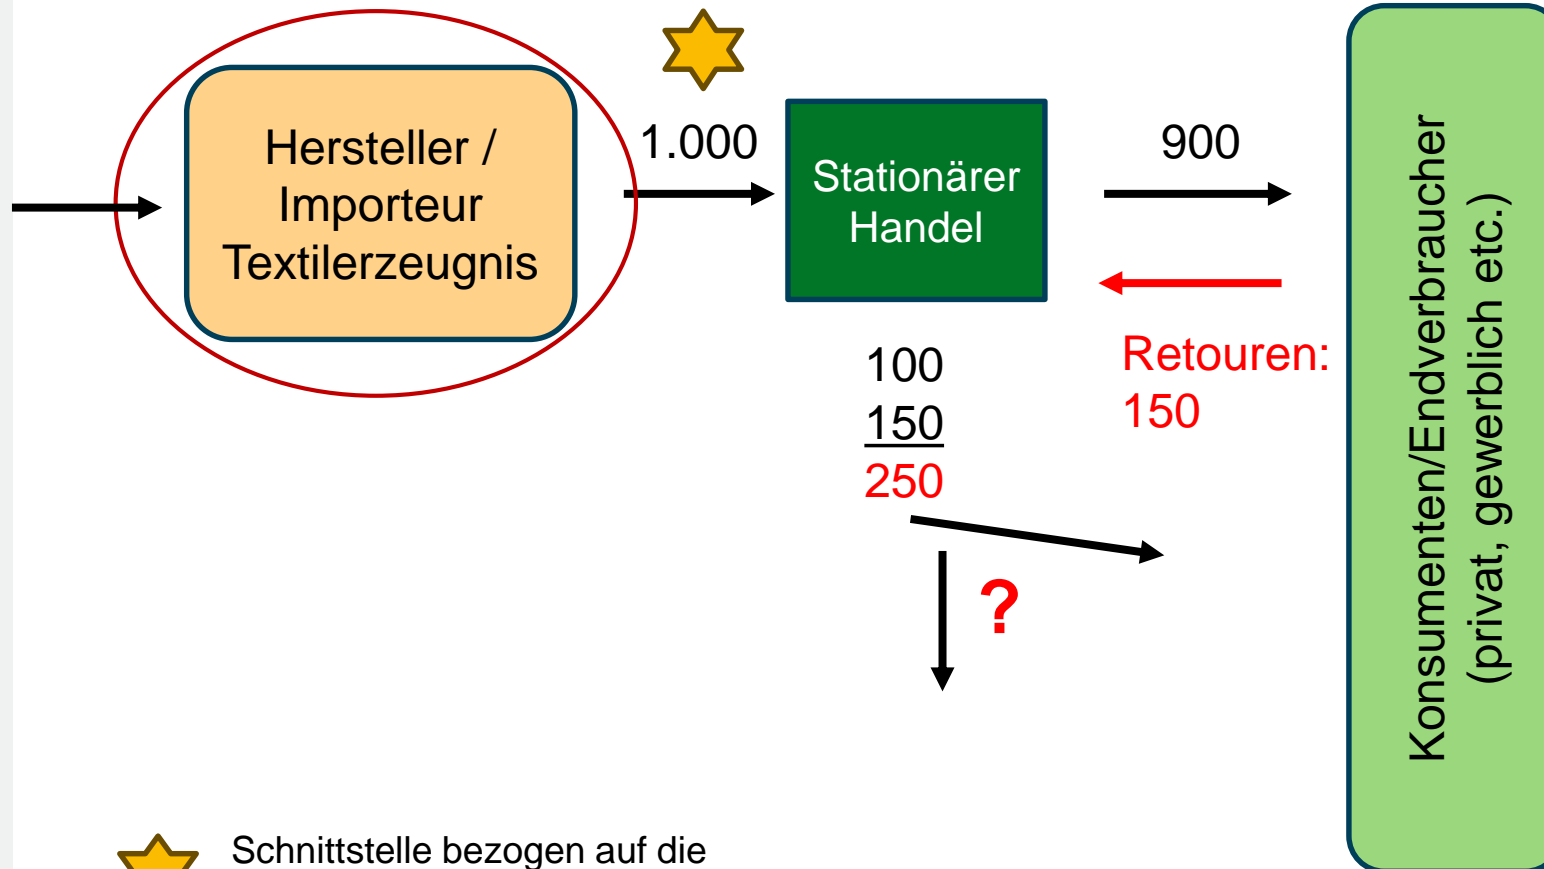 Hersteller /
Importeur
Textilerzeugnis
1.000
Stationärer
Handel
900
Retouren:
150
100
150
250
?
Konsumenten/Endverbraucher
(privat, gewerblich etc.)
Schnittstelle bezogen auf die